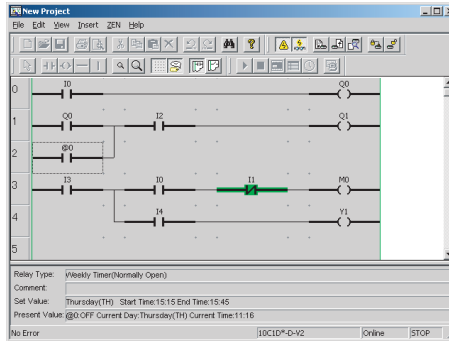 New Project
File Edit View Insert ZEN Help
0 I0 Q0
1 Q0 I2 Q1
2 @0
3 I3 I0 I1 M0
4 I4 Y1
5
Relay Type: Weekly Timer(Normally Open)
Comment:
Set Value: Thursday(TH) Start Time:15:15 End Time:15:45
Present Value: @0:OFF Current Day:Thursday(TH) Current Time:11:16
No Error 10C1D*-D-V2 Online STOP